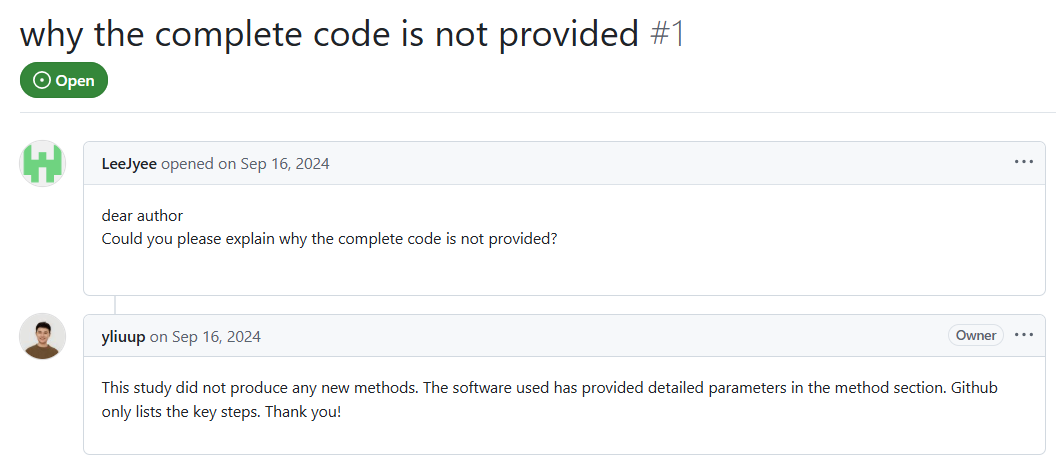 why the complete code is not provided #1
Open
LeeJyee opened on Sep 16, 2024
dear author
Could you please explain why the complete code is not provided?
yliuup on Sep 16, 2024 Owner
This study did not produce any new methods. The software used has provided detailed parameters in the method section. Github
only lists the key steps. Thank you!